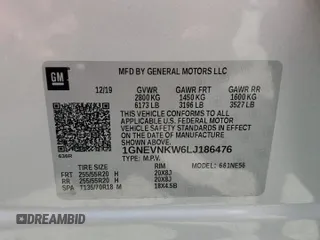 GM
MFD BY GENERAL MOTORS LLC
12/19 GVWR GAWR FRT GAWR RR
2800 KG 1450 KG 1600 KG
6173 LB 3196 LB 3527 LB
THIS VEHICLE CONFORMS TO ALL APPLICABLE
U.S. FEDERAL MOTOR VEHICLE SAFETY AND
THEFT PREVENTION STANDARDS IN EFFECT ON
THE DATE OF MANUFACTURE SHOWN ABOVE.
1GNEVNKW6LJ186476
TYPE: M.P.V. MODEL:
TIRE SIZE RIM
FRT 255/55R20 H 20X8J
RR 255/55R20 H 20X8J
SPA T135/70R18 M 18X4.5B
DREAMBID